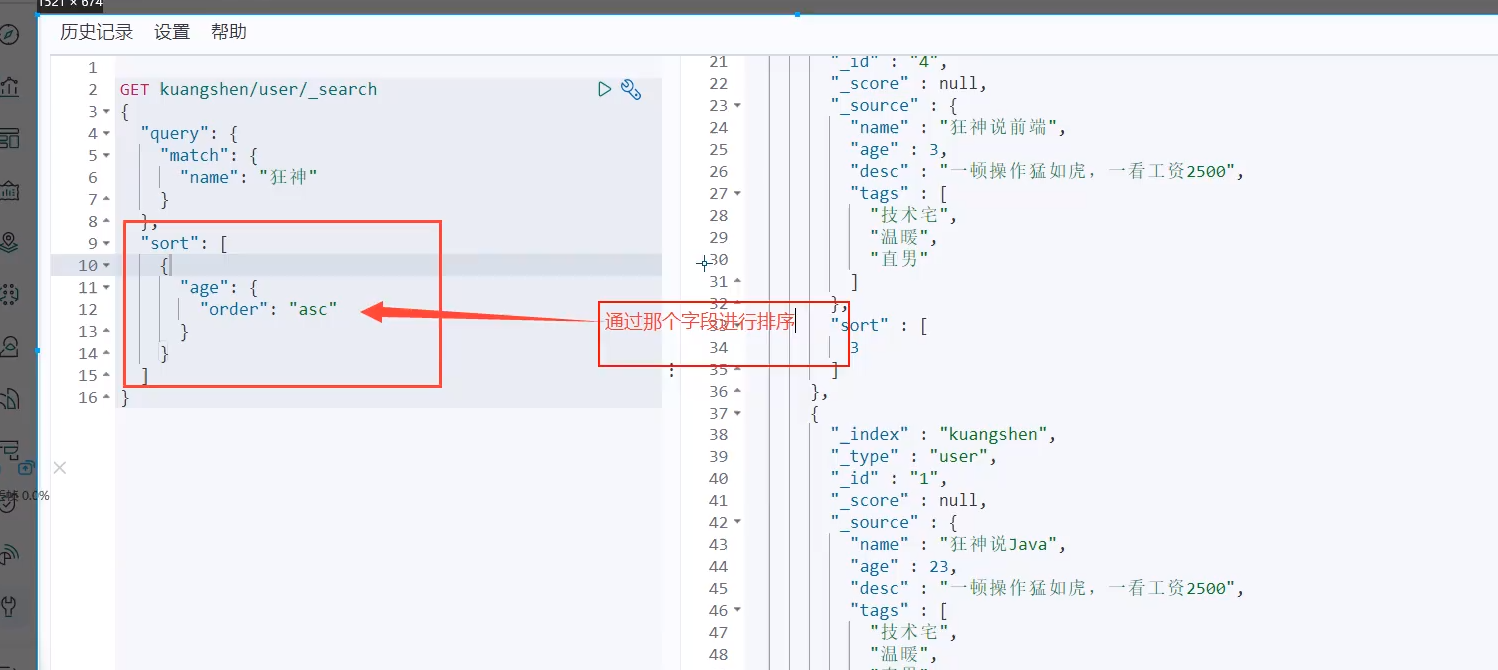 1521 × 674
历史记录 设置 帮助
1
2 GET kuangshen/user/_search
3 {
4 "query": {
5 "match": {
6 "name": "狂神"
7 }
8 },
9 "sort": [
10 {
11 "age": {
12 "order": "asc"
13 }
14 }
15 ]
16 }
通过那个字段进行排序
21 "_id" : "4",
22 "_score" : null,
23 "_source" : {
24 "name" : "狂神说前端",
25 "age" : 3,
26 "desc" : "一顿操作猛如虎，一看工资2500",
27 "tags" : [
28 "技术宅",
29 "温暖",
30 "直男"
31 ]
32 },
33 "sort" : [
34 3
35 ]
36 },
37 {
38 "_index" : "kuangshen",
39 "_type" : "user",
40 "_id" : "1",
41 "_score" : null,
42 "_source" : {
43 "name" : "狂神说Java",
44 "age" : 23,
45 "desc" : "一顿操作猛如虎，一看工资2500",
46 "tags" : [
47 "技术宅",
48 "温暖",
0.0%